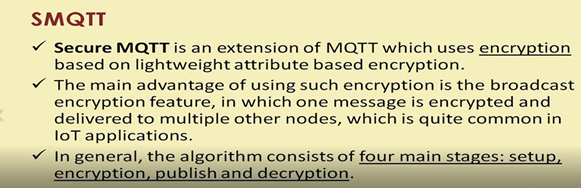 SMQTT
✓ Secure MQTT is an extension of MQTT which uses encryption
based on lightweight attribute based encryption.
✓ The main advantage of using such encryption is the broadcast
encryption feature, in which one message is encrypted and
delivered to multiple other nodes, which is quite common in
IoT applications.
✓ In general, the algorithm consists of four main stages: setup,
encryption, publish and decryption.